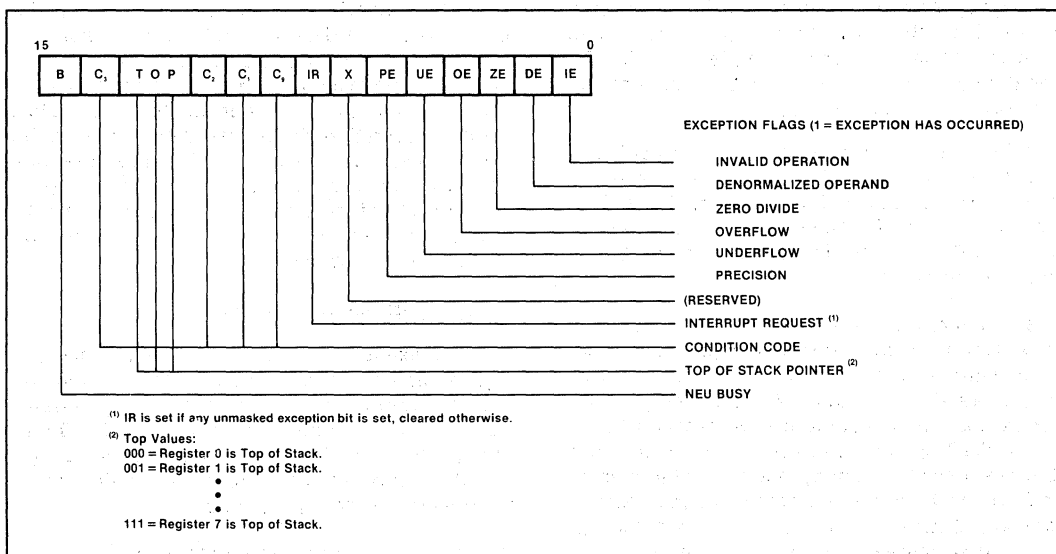 15 0
B C₃ T O P C₂ C₁ C₀ IR X PE UE OE ZE DE IE
EXCEPTION FLAGS (1 = EXCEPTION HAS OCCURRED)
INVALID OPERATION
DENORMALIZED OPERAND
ZERO DIVIDE
OVERFLOW
UNDERFLOW
PRECISION
(RESERVED)
INTERRUPT REQUEST (1)
CONDITION CODE
TOP OF STACK POINTER (2)
NEU BUSY
(1) IR is set if any unmasked exception bit is set, cleared otherwise.
(2) Top Values:
000 = Register 0 is Top of Stack.
001 = Register 1 is Top of Stack.
•
•
•
111 = Register 7 is Top of Stack.